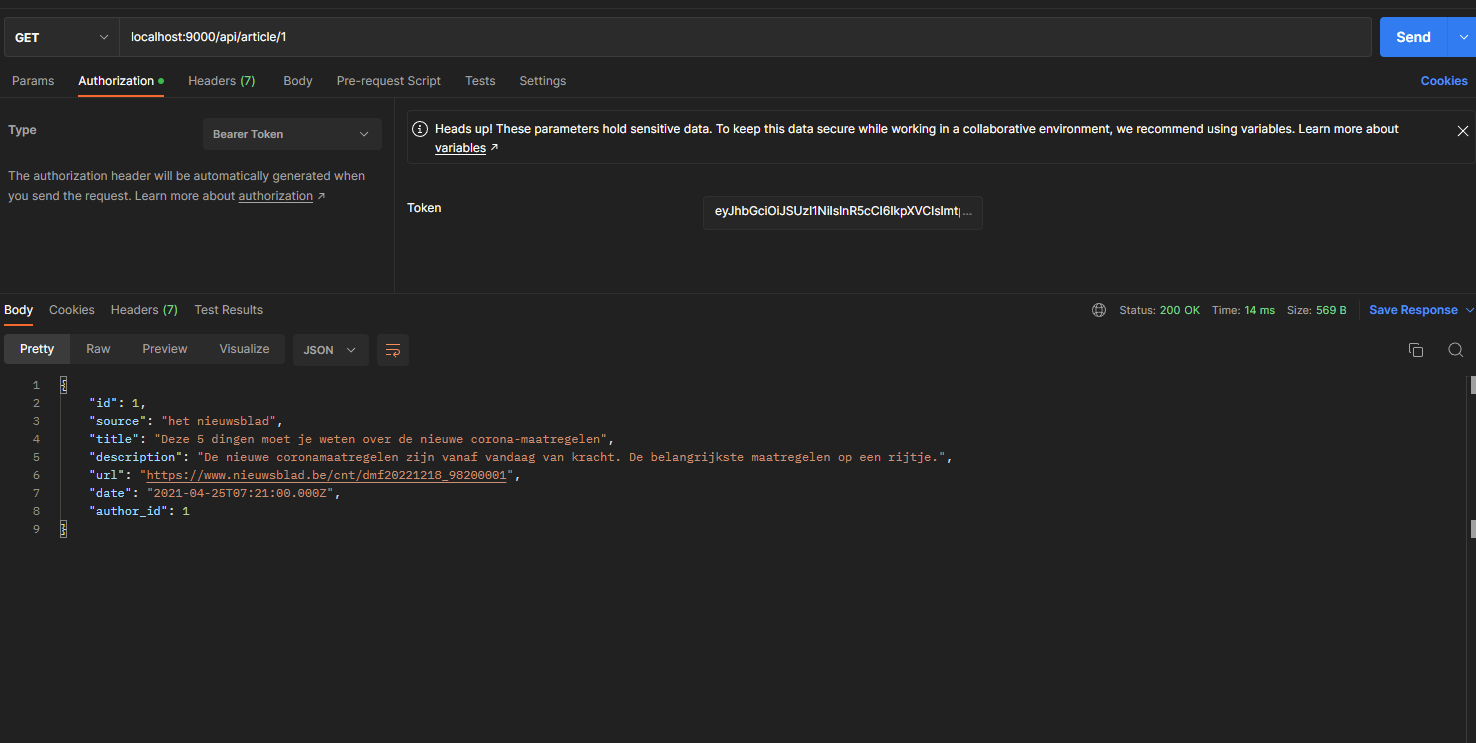 GET localhost:9000/api/article/1 Send
Params Authorization Headers (7) Body Pre-request Script Tests Settings Cookies
Type Bearer Token
The authorization header will be automatically generated when
you send the request. Learn more about authorization ↗
Heads up! These parameters hold sensitive data. To keep this data secure while working in a collaborative environment, we recommend using variables. Learn more about
variables ↗
Token eyJhbGciOiJSUzI1NiIsInR5cCI6IkpXVCIsImt...
Body Cookies Headers (7) Test Results Status: 200 OK Time: 14 ms Size: 569 B Save Response
Pretty Raw Preview Visualize JSON
1 {
2 "id": 1,
3 "source": "het nieuwsblad",
4 "title": "Deze 5 dingen moet je weten over de nieuwe corona-maatregelen",
5 "description": "De nieuwe coronamaatregelen zijn vanaf vandaag van kracht. De belangrijkste maatregelen op een rijtje.",
6 "url": "https://www.nieuwsblad.be/cnt/dmf20221218_98200001",
7 "date": "2021-04-25T07:21:00.000Z",
8 "author_id": 1
9 }